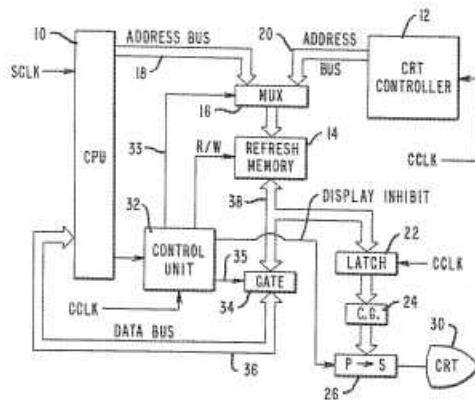 10
ADDRESS BUS
20
ADDRESS
BUS
12
CRT
CONTROLLER
SCLK
18
MUX
16
14
CPU
33
R/W
REFRESH
MEMORY
CCLK
32
38
DISPLAY INHIBIT
CONTROL
UNIT
35
22
LATCH
CCLK
GATE
34
CCLK
24
C.G.
30
DATA BUS
36
P → S
26
CRT